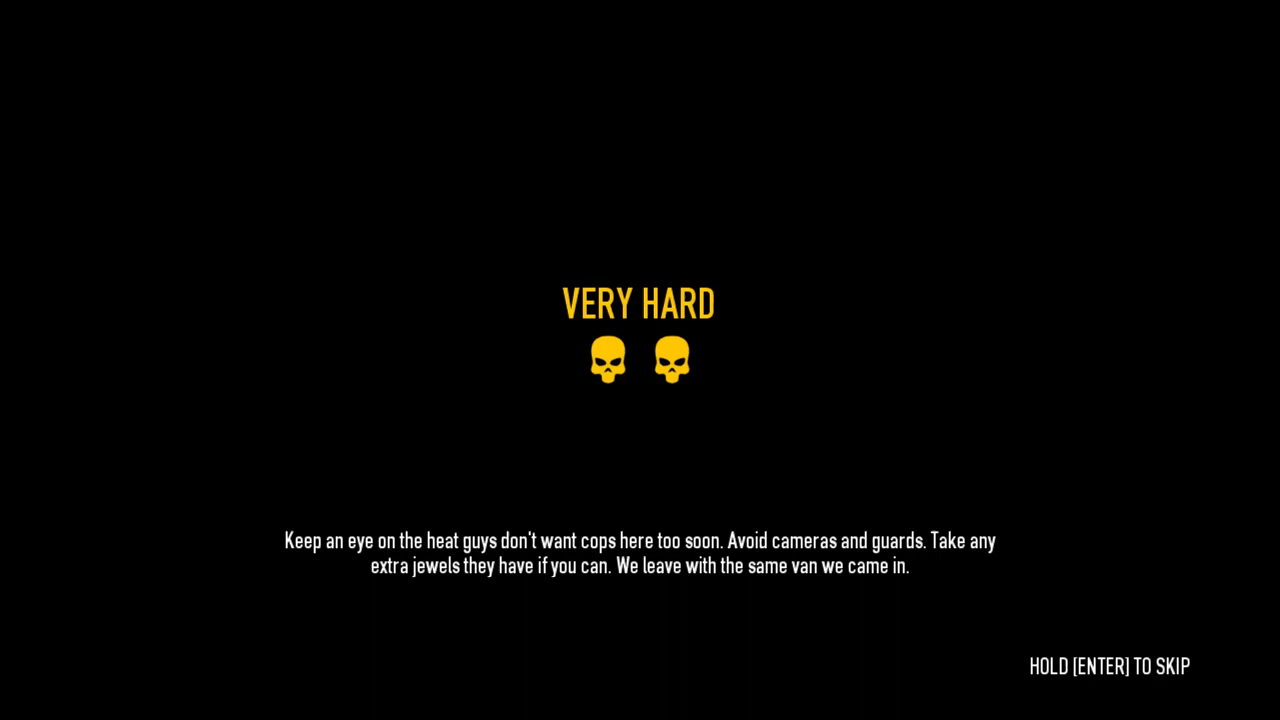 VERY HARD
Keep an eye on the heat guys don't want cops here too soon. Avoid cameras and guards. Take any
extra jewels they have if you can. We leave with the same van we came in.
HOLD [ENTER] TO SKIP